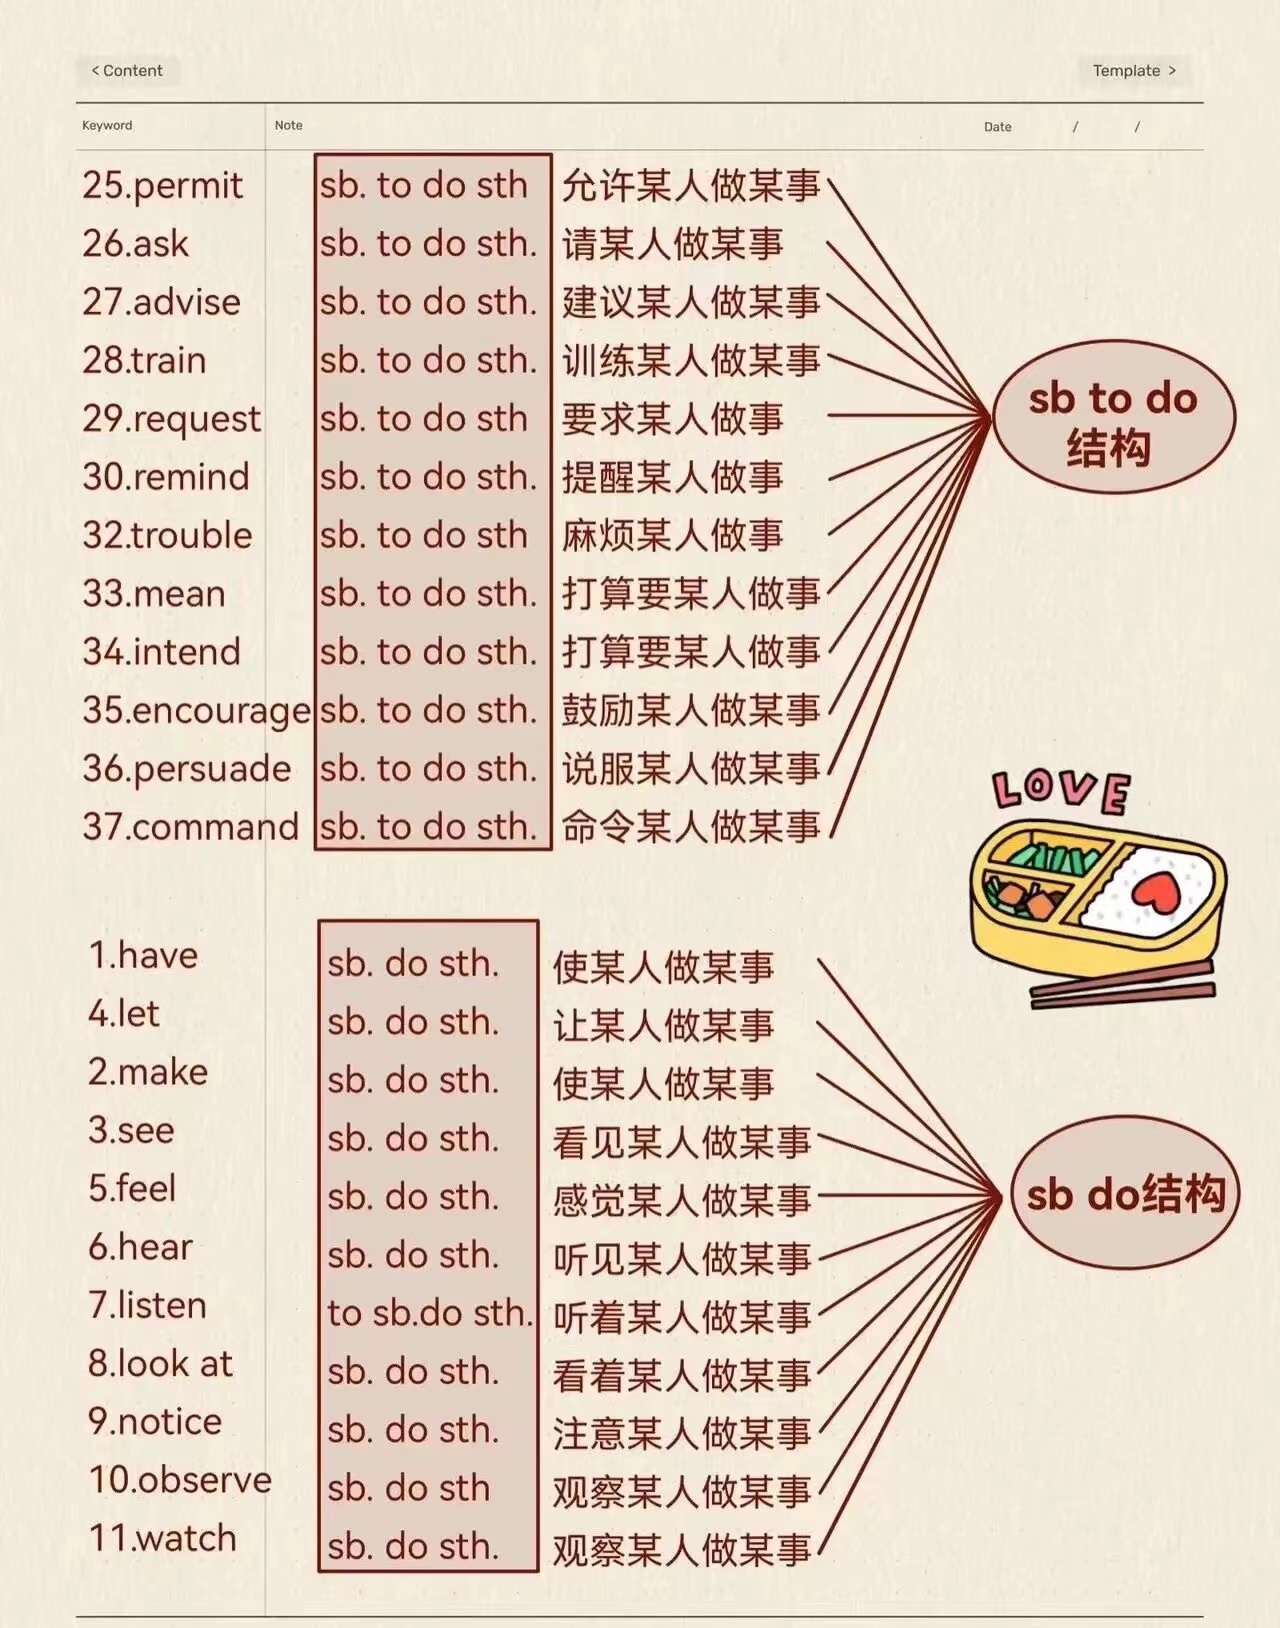 < Content
Template >
Keyword Note Date / /
25.permit sb. to do sth 允许某人做某事
26.ask sb. to do sth. 请某人做某事
27.advise sb. to do sth. 建议某人做某事
28.train sb. to do sth. 训练某人做某事
29.request sb. to do sth 要求某人做事
30.remind sb. to do sth. 提醒某人做事
32.trouble sb. to do sth 麻烦某人做事
33.mean sb. to do sth. 打算要某人做事
34.intend sb. to do sth. 打算要某人做事
35.encourage sb. to do sth. 鼓励某人做某事
36.persuade sb. to do sth. 说服某人做某事
37.command sb. to do sth. 命令某人做某事
sb to do
结构
LOVE
1.have sb. do sth. 使某人做某事
4.let sb. do sth. 让某人做某事
2.make sb. do sth. 使某人做某事
3.see sb. do sth. 看见某人做某事
5.feel sb. do sth. 感觉某人做某事
6.hear sb. do sth. 听见某人做某事
7.listen to sb.do sth. 听着某人做某事
8.look at sb. do sth. 看着某人做某事
9.notice sb. do sth. 注意某人做某事
10.observe sb. do sth 观察某人做某事
11.watch sb. do sth. 观察某人做某事
sb do结构